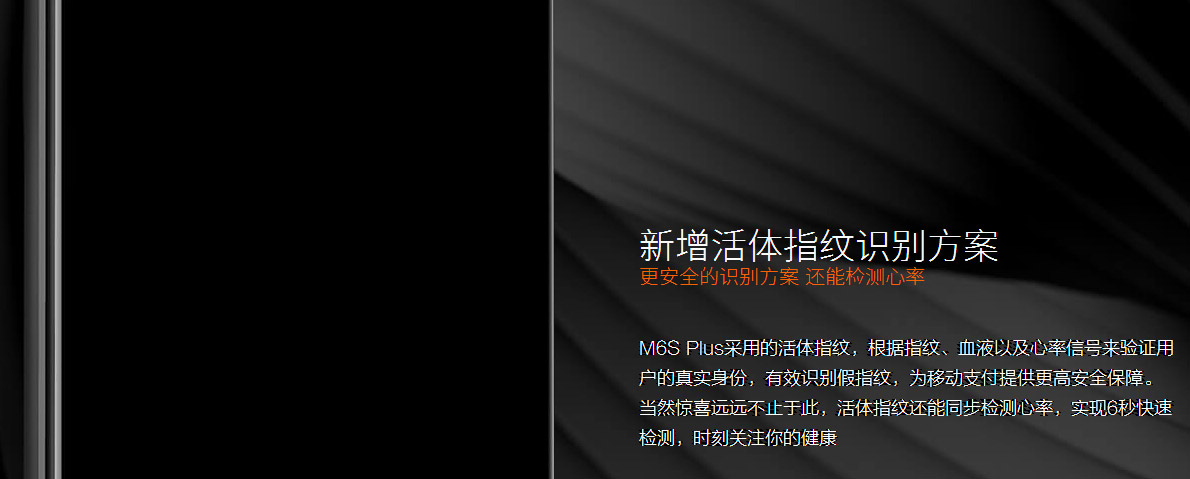 新增活体指纹识别方案
更安全的识别方案 还能检测心率
M6S Plus采用的活体指纹，根据指纹、血液以及心率信号来验证用
户的真实身份，有效识别假指纹，为移动支付提供更高安全保障。
当然惊喜远远不止于此，活体指纹还能同步检测心率，实现6秒快速
检测，时刻关注你的健康